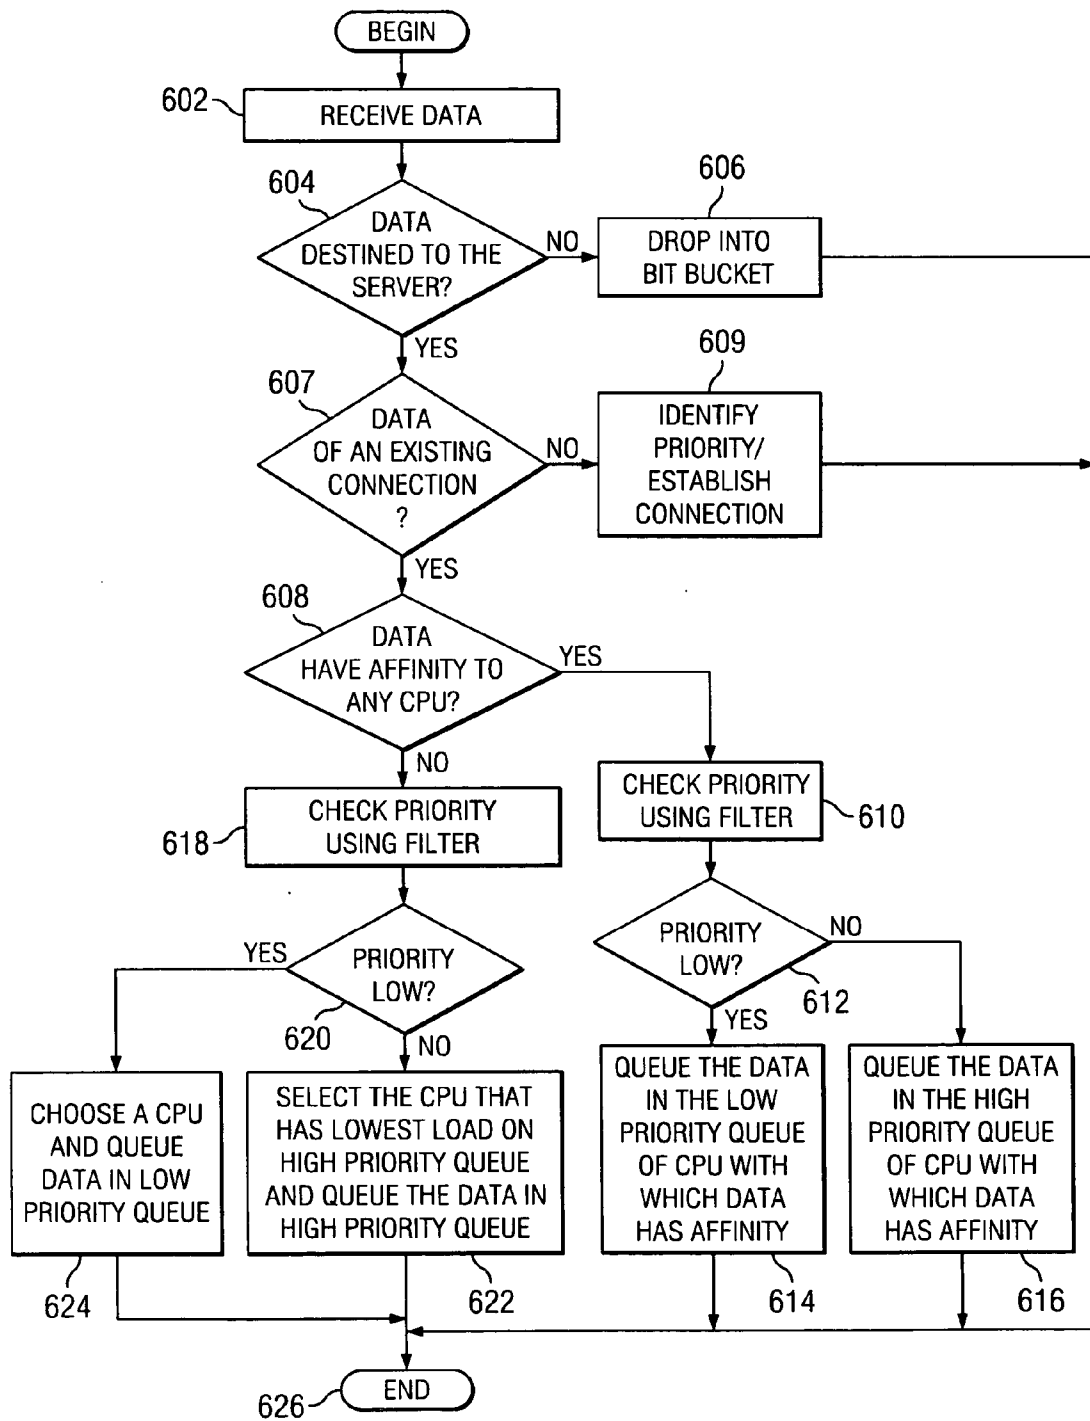 BEGIN
602
RECEIVE DATA
604
DATA
DESTINED TO THE
SERVER?
NO
606
DROP INTO
BIT BUCKET
YES
607
DATA
OF AN EXISTING
CONNECTION
?
NO
609
IDENTIFY
PRIORITY/
ESTABLISH
CONNECTION
YES
608
DATA
HAVE AFFINITY TO
ANY CPU?
YES
NO
618
CHECK PRIORITY
USING FILTER
CHECK PRIORITY
USING FILTER
610
YES
PRIORITY
LOW?
620
NO
PRIORITY
LOW?
NO
612
YES
CHOOSE A CPU
AND QUEUE
DATA IN LOW
PRIORITY QUEUE
624
SELECT THE CPU THAT
HAS LOWEST LOAD ON
HIGH PRIORITY QUEUE
AND QUEUE THE DATA IN
HIGH PRIORITY QUEUE
622
QUEUE THE DATA
IN THE LOW
PRIORITY QUEUE
OF CPU WITH
WHICH DATA
HAS AFFINITY
614
QUEUE THE DATA
IN THE HIGH
PRIORITY QUEUE
OF CPU WITH
WHICH DATA
HAS AFFINITY
616
626
END